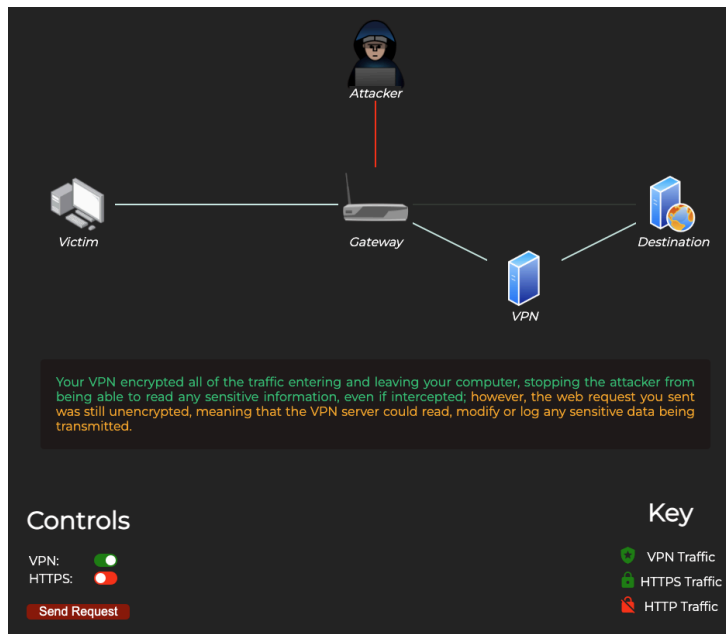 Attacker
Victim
Gateway
Destination
VPN
Your VPN encrypted all of the traffic entering and leaving your computer, stopping the attacker from
being able to read any sensitive information, even if intercepted; however, the web request you sent
was still unencrypted, meaning that the VPN server could read, modify or log any sensitive data being
transmitted.
Controls
VPN:
HTTPS:
Send Request
Key
VPN Traffic
HTTPS Traffic
HTTP Traffic